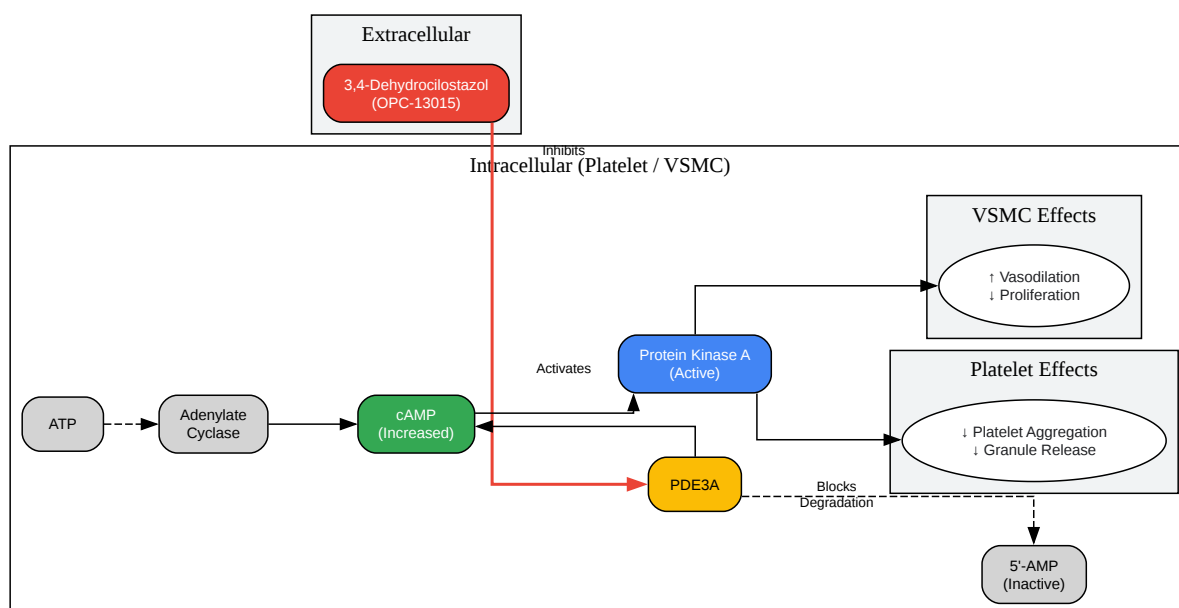 Extracellular
3,4-Dehydrocilostazol
(OPC-13015)
Inhibits
Intracellular (Platelet / VSMC)
VSMC Effects
↑ Vasodilation
↓ Proliferation
Protein Kinase A
(Active)
Activates
Platelet Effects
↓ Platelet Aggregation
↓ Granule Release
ATP
Adenylate
Cyclase
cAMP
(Increased)
PDE3A
Blocks
Degradation
5'-AMP
(Inactive)